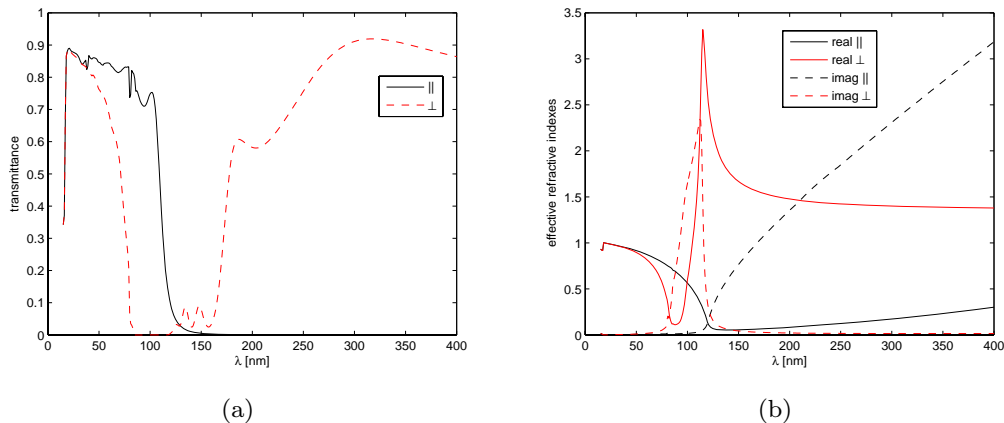 1
0.9
0.8
0.7
0.6
0.5
0.4
0.3
0.2
0.1
0
0 50 100 150 200 250 300 350 400
transmittance
λ [nm]
||
⊥
(a)
3.5
3
2.5
2
1.5
1
0.5
0
0 50 100 150 200 250 300 350 400
effective refractive indexes
λ [nm]
real ||
real ⊥
imag ||
imag ⊥
(b)